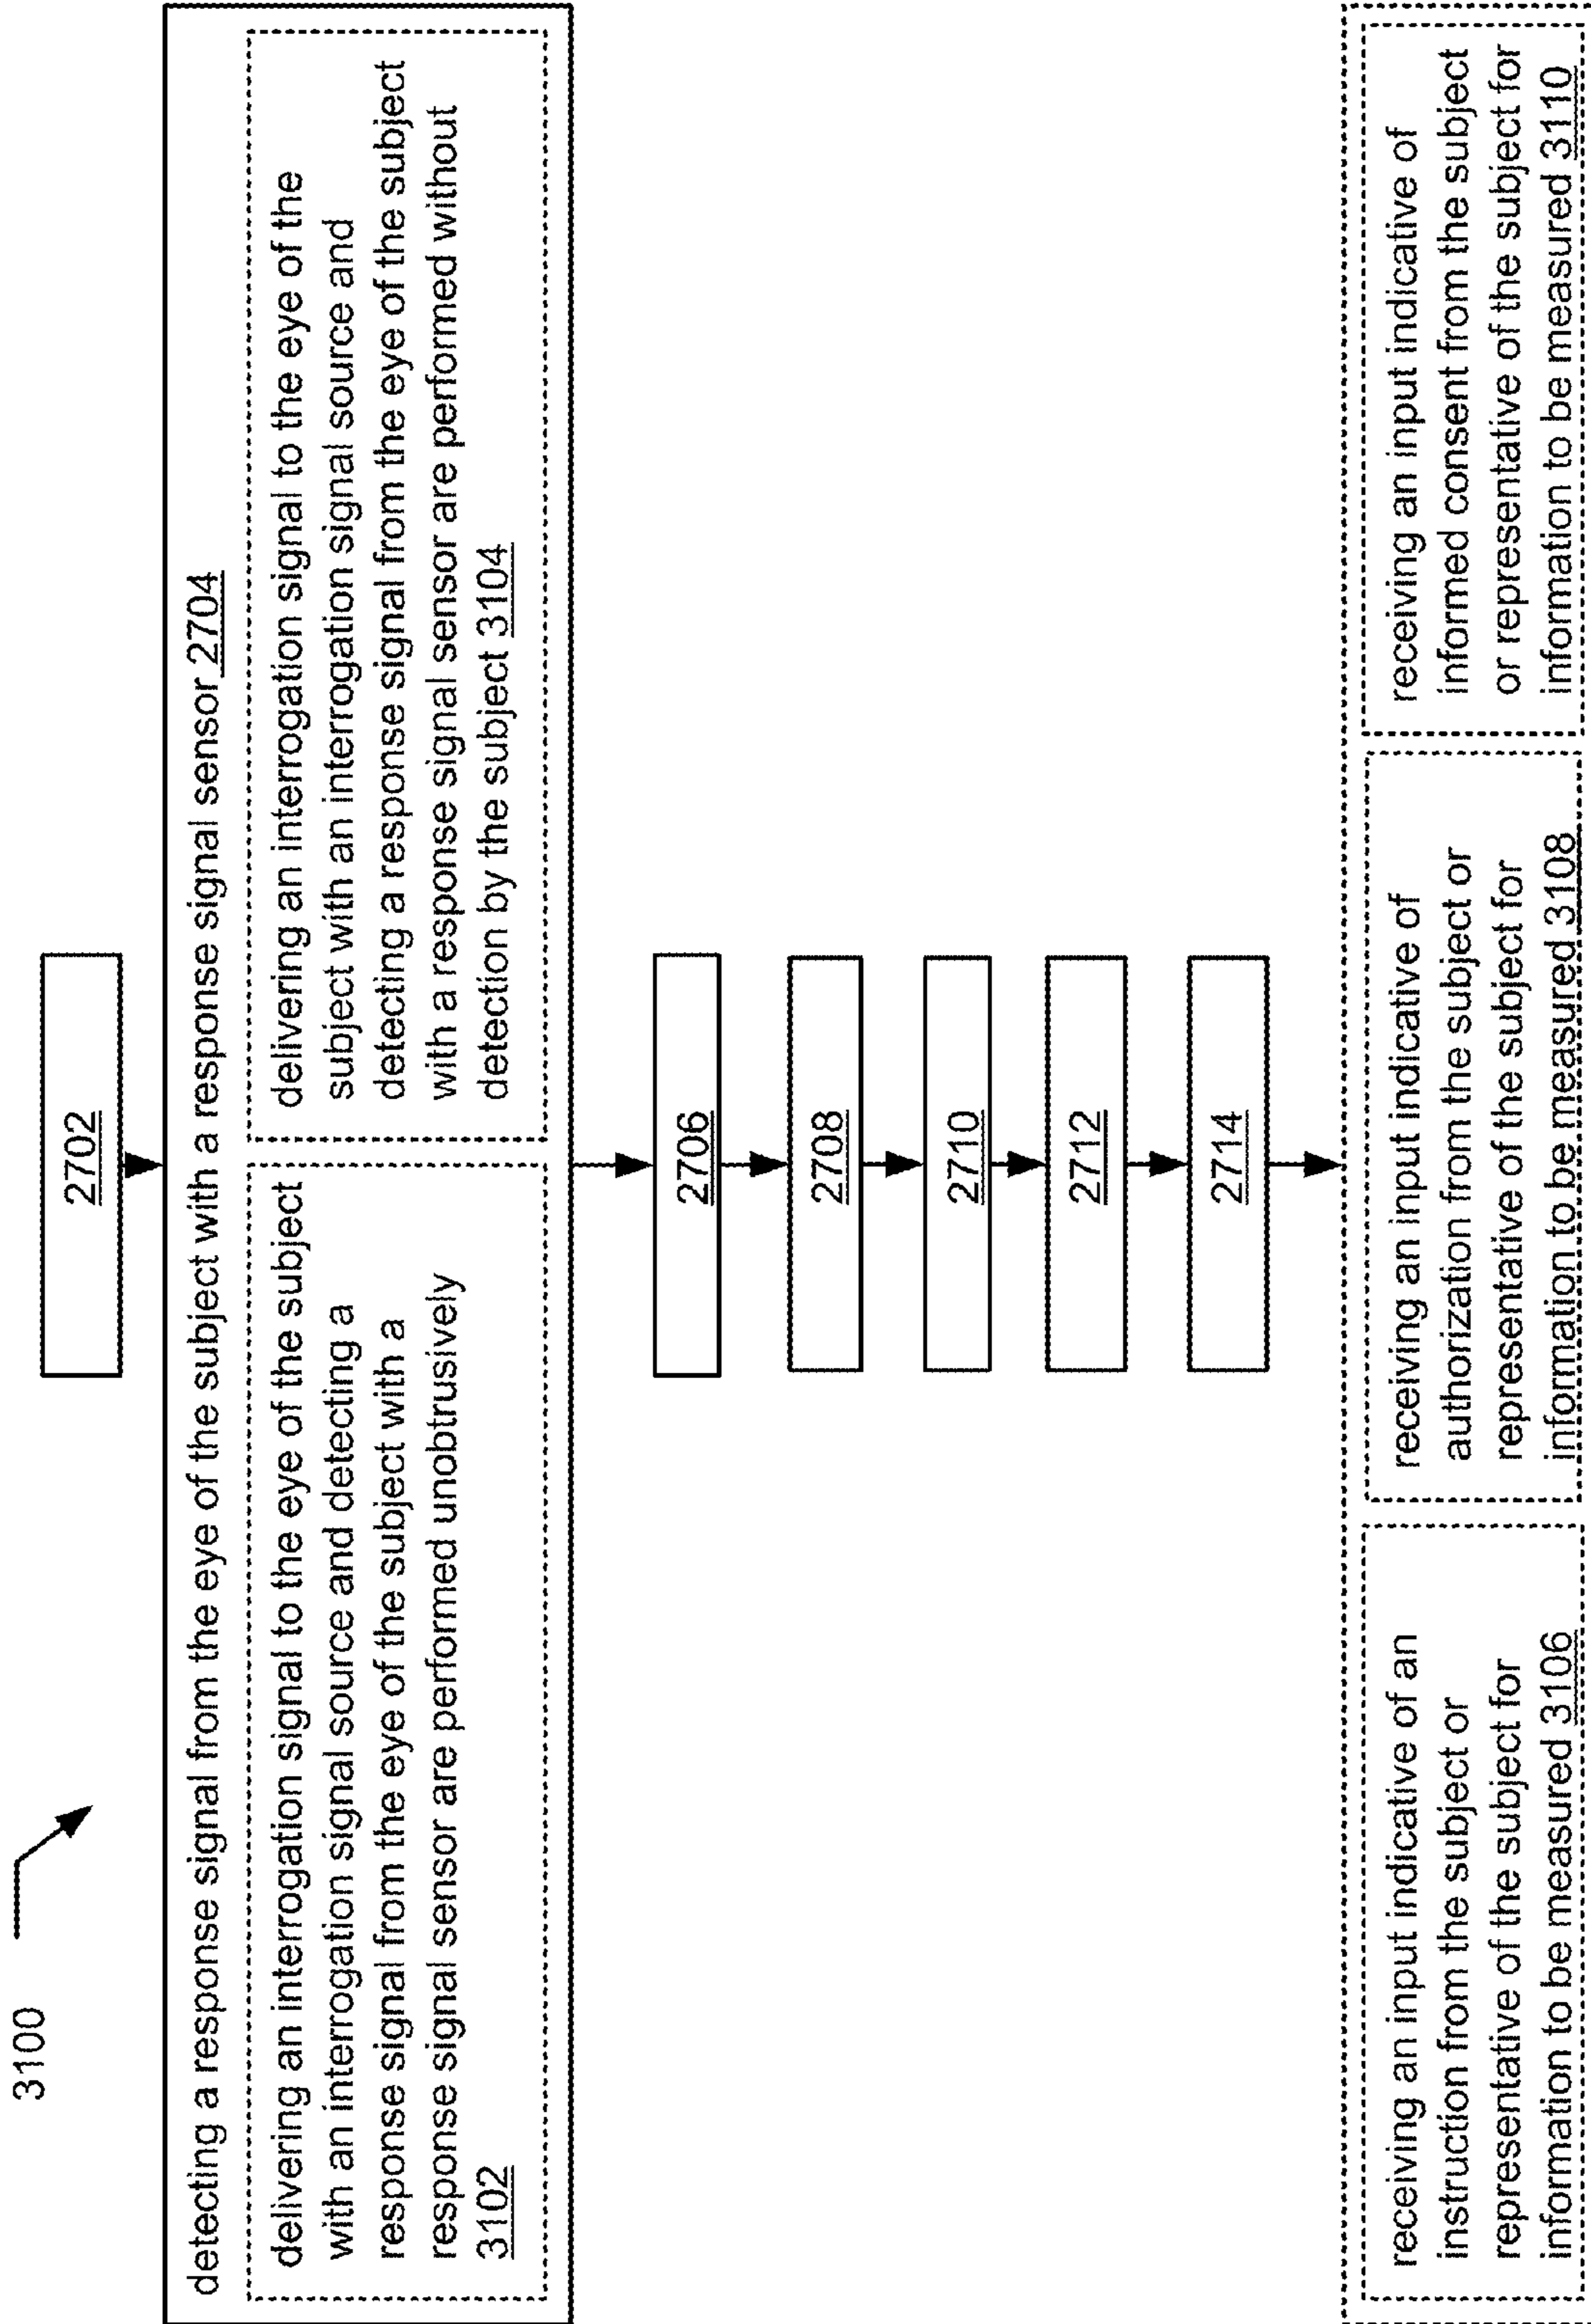 3100
2702
detecting a response signal from the eye of the subject with a response signal sensor 2704
delivering an interrogation signal to the eye of the subject
with an interrogation signal source and detecting a
response signal from the eye of the subject with a
response signal sensor are performed unobtrusively
3102
delivering an interrogation signal to the eye of the
subject with an interrogation signal source and
detecting a response signal from the eye of the subject
with a response signal sensor are performed without
detection by the subject 3104
2706
2708
2710
2712
2714
receiving an input indicative of an
instruction from the subject or
representative of the subject for
information to be measured 3106
receiving an input indicative of
authorization from the subject or
representative of the subject for
information to be measured 3108
receiving an input indicative of
informed consent from the subject
or representative of the subject for
information to be measured 3110